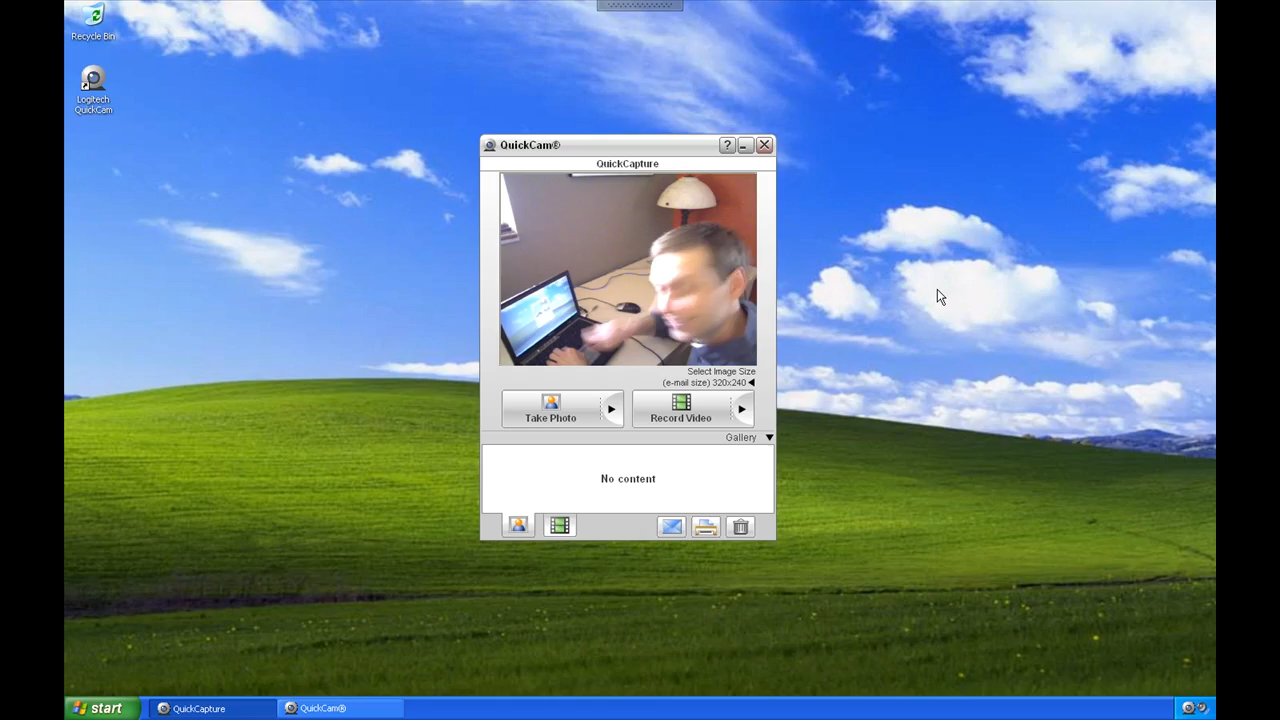 Recycle Bin
Logitech
QuickCam
QuickCam®
?
QuickCapture
Select Image Size
(e-mail size) 320x240
Take Photo
Record Video
Gallery
No content
start
QuickCapture
QuickCam®